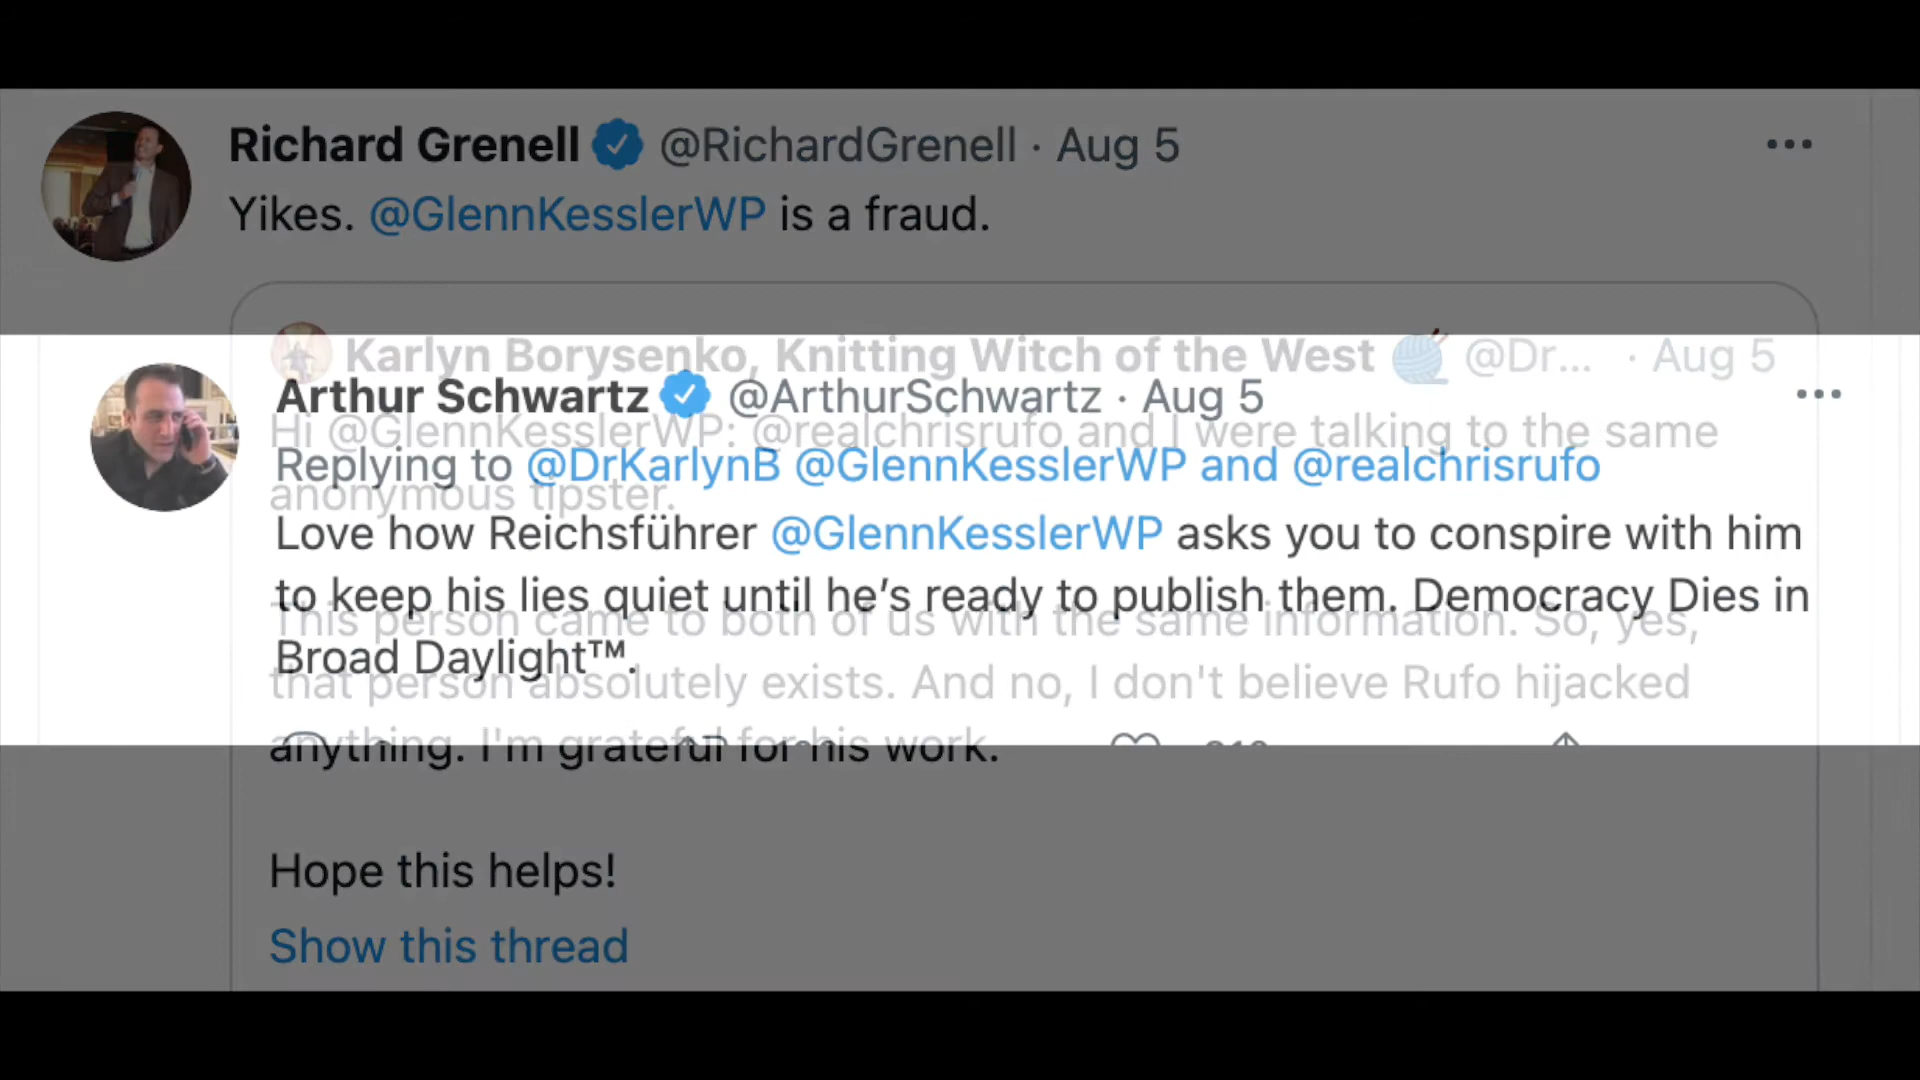 Richard Grenell @RichardGrenell · Aug 5
Yikes. @GlennKesslerWP is a fraud.
Karlyn Borysenko, Knitting Witch of the West @Dr... · Aug 5
Hi @GlennKesslerWP: @realchrisrufo and I were talking to the same
anonymous tipster.
This person came to both of us with the same information. So, yes,
that person absolutely exists. And no, I don't believe Rufo hijacked
anything. I'm grateful for his work.
Hope this helps!
Show this thread
Arthur Schwartz @ArthurSchwartz · Aug 5
Replying to @DrKarlynB @GlennKesslerWP and @realchrisrufo
Love how Reichsführer @GlennKesslerWP asks you to conspire with him
to keep his lies quiet until he’s ready to publish them. Democracy Dies in
Broad Daylight™.